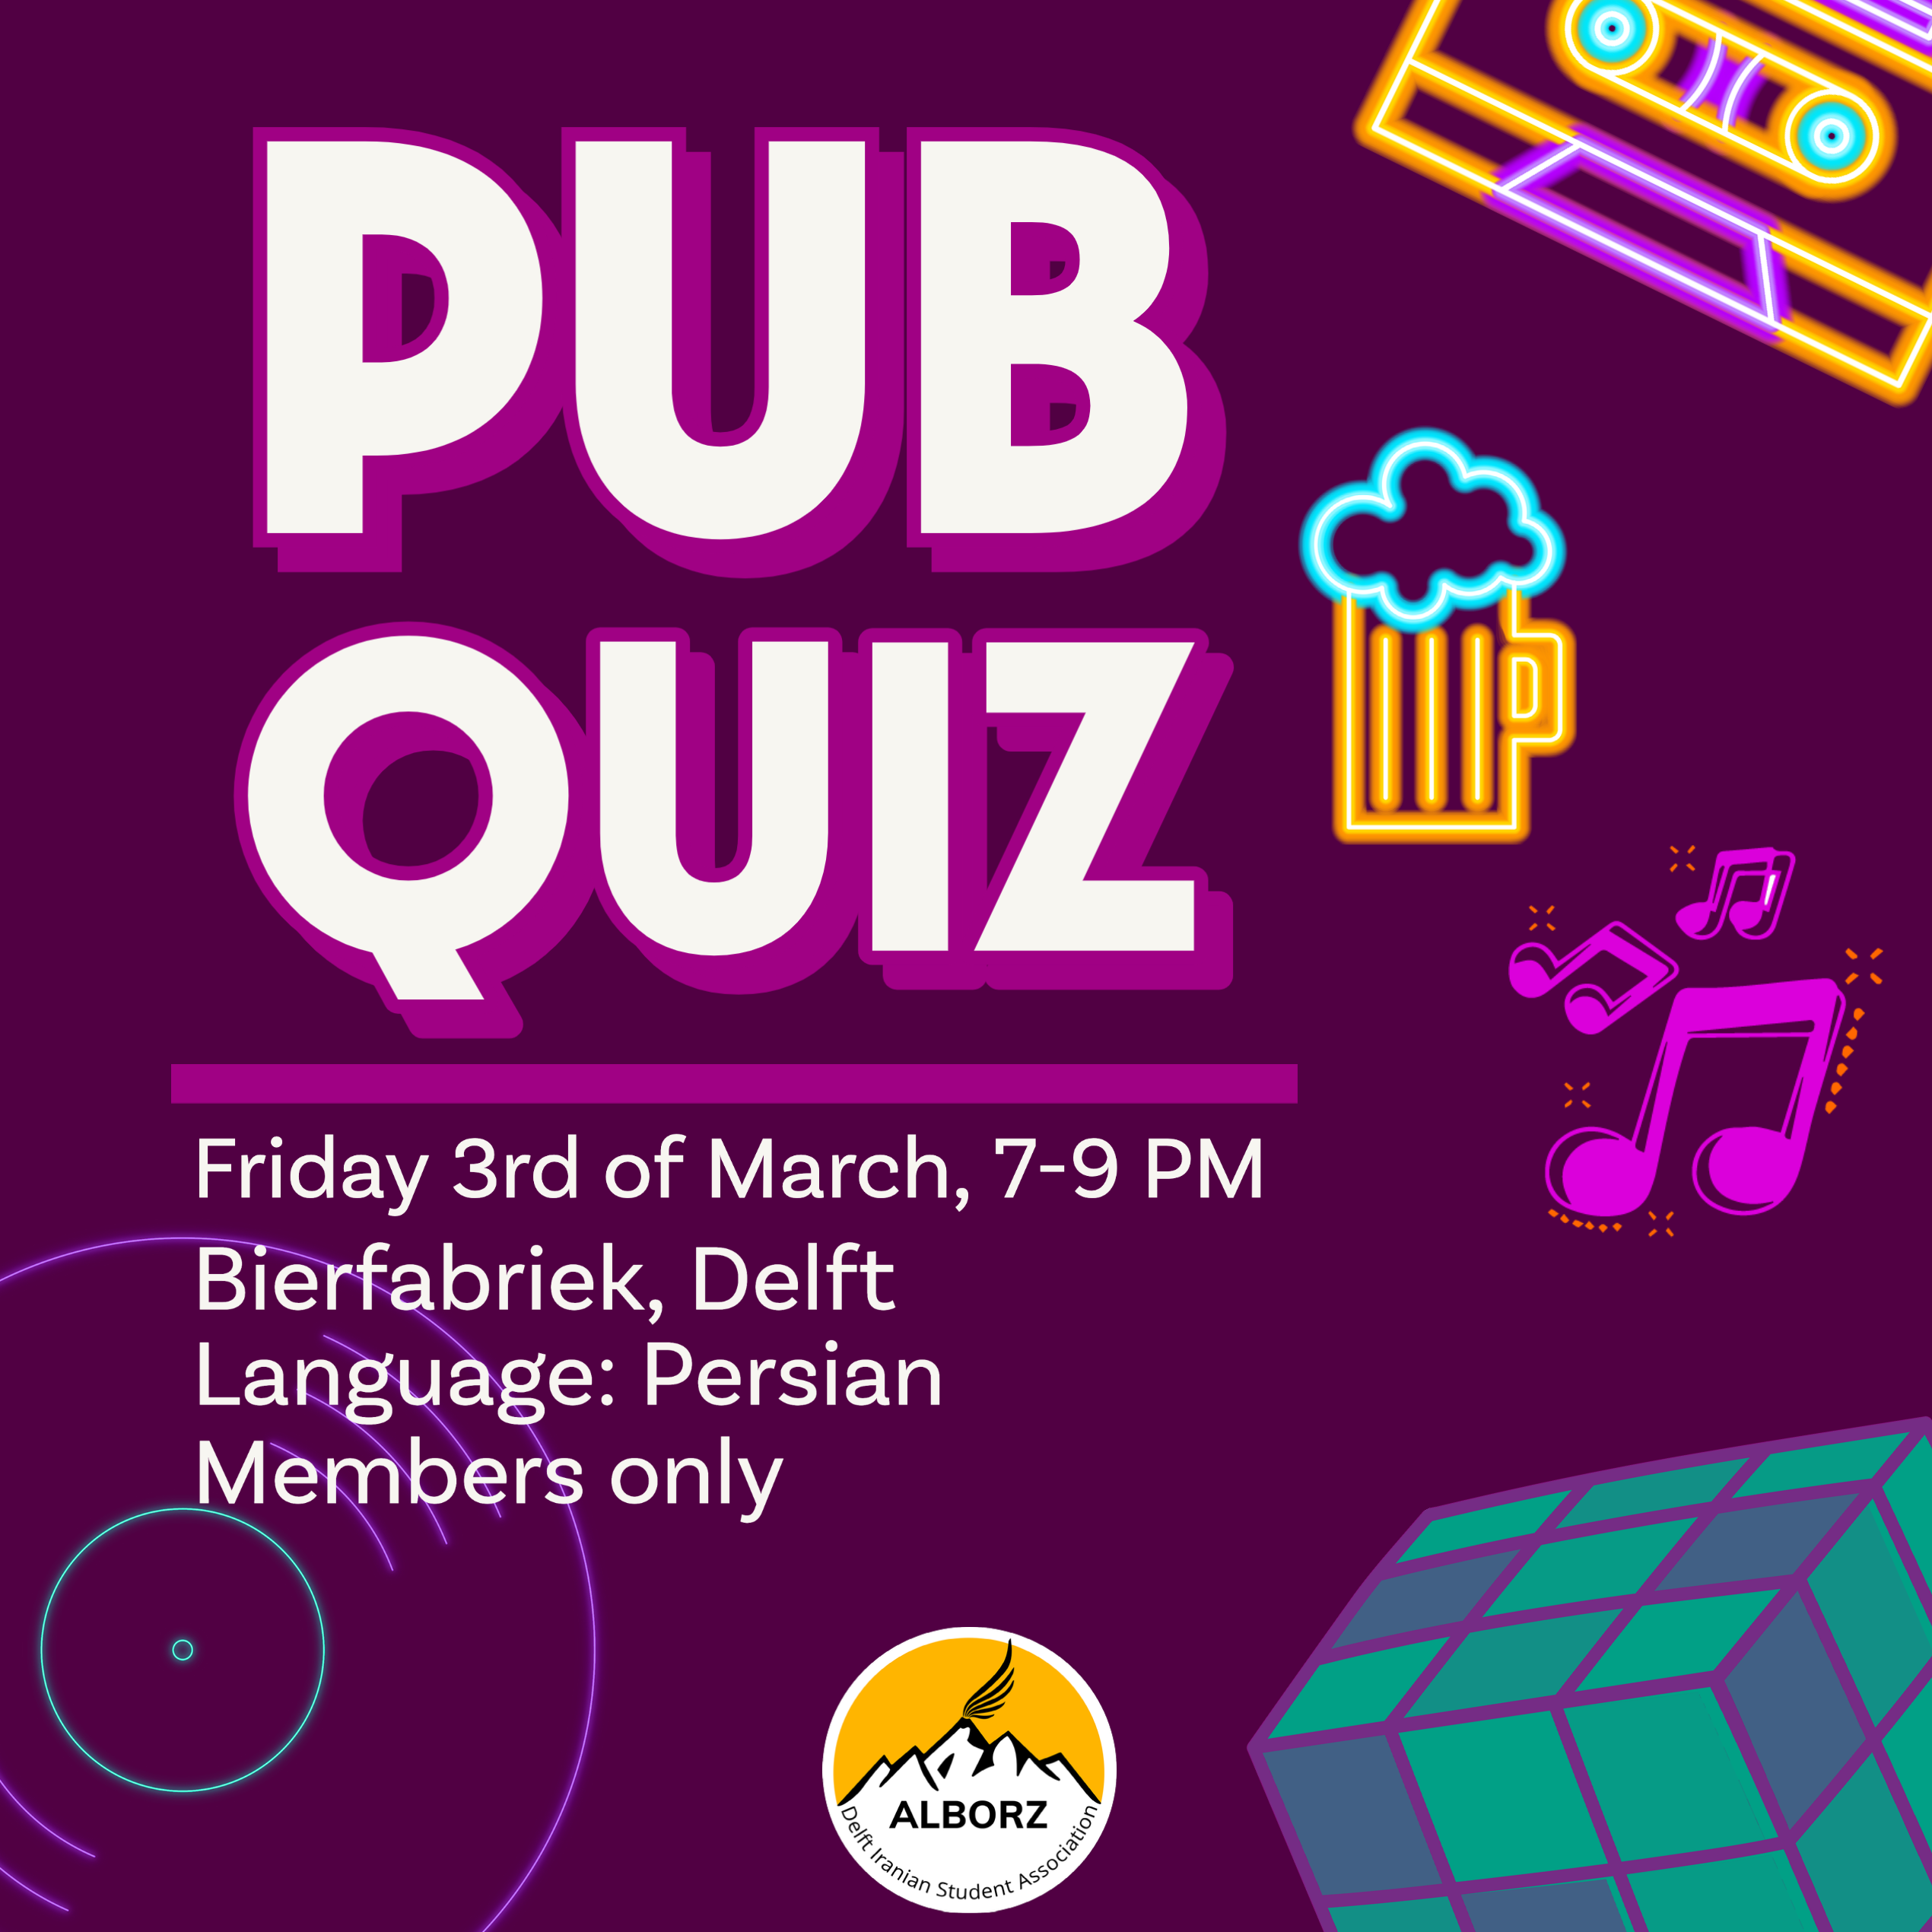 PUB
QUIZ
Friday 3rd of March, 7-9 PM
Bierfabriek, Delft
Language: Persian
Members only
ALBORZ
Delft Iranian Student Association